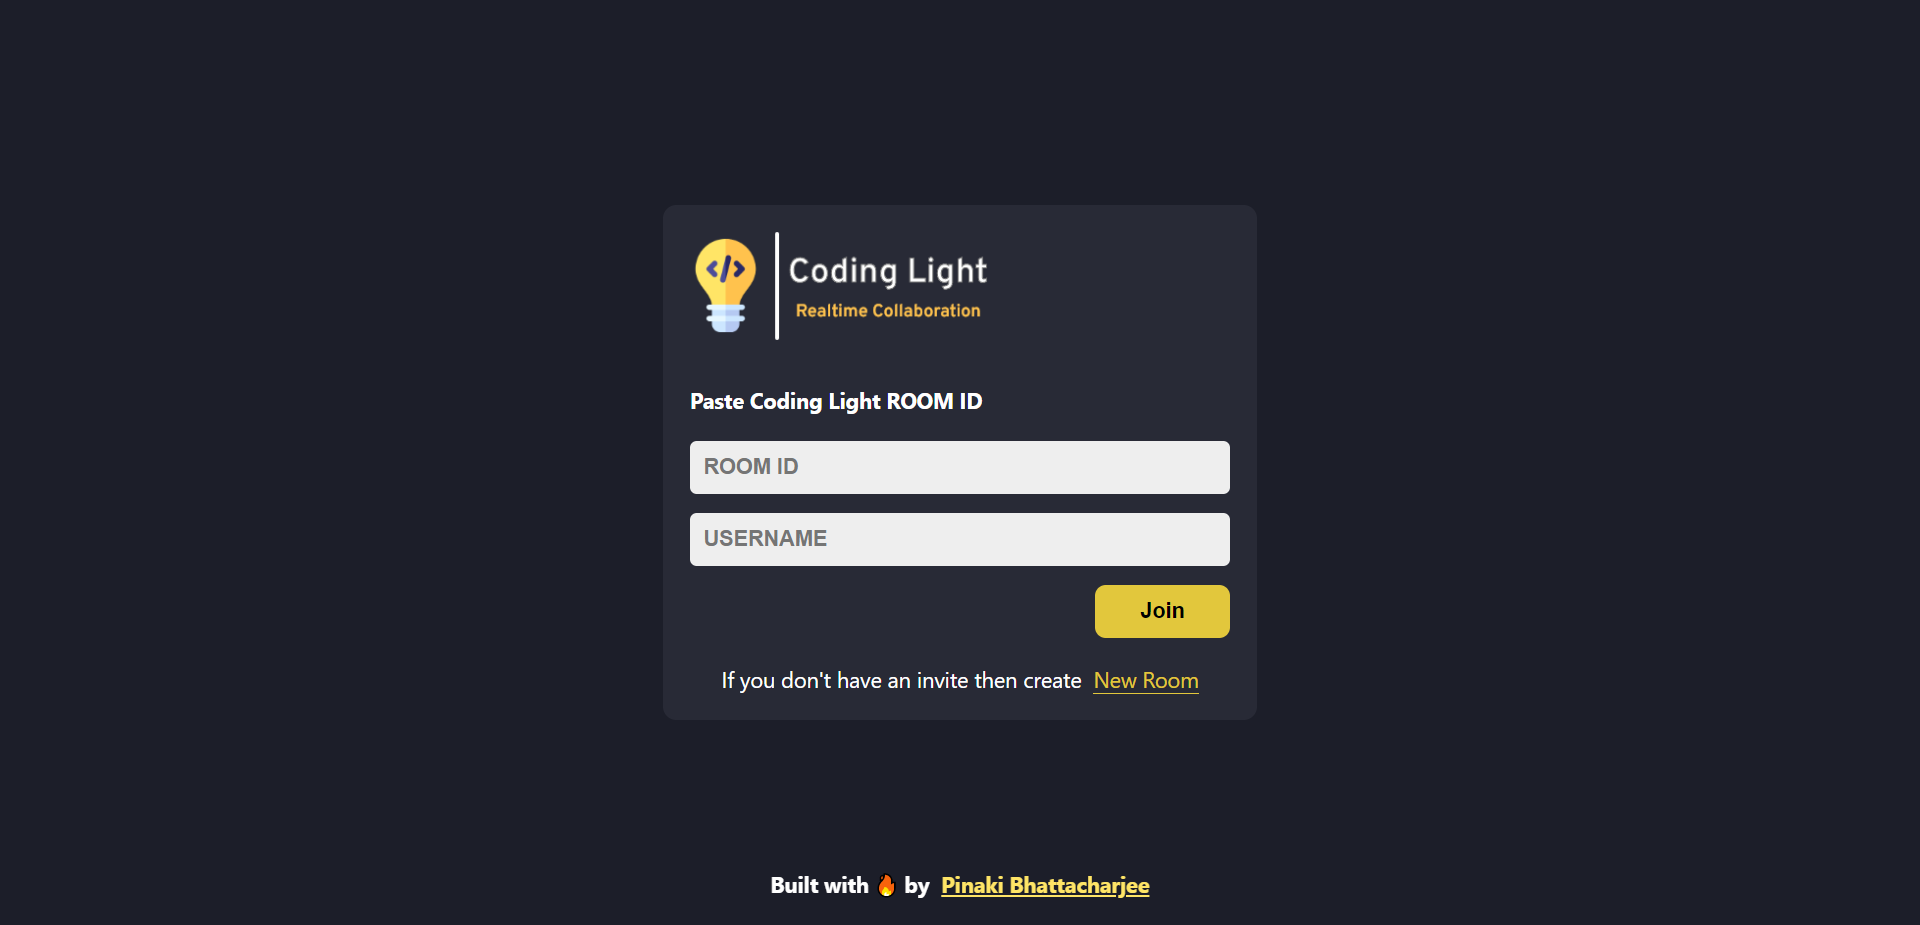 </>
Coding Light
Realtime Collaboration
Paste Coding Light ROOM ID
ROOM ID
USERNAME
Join
If you don't have an invite then create New Room
Built with 🔥 by Pinaki Bhattacharjee